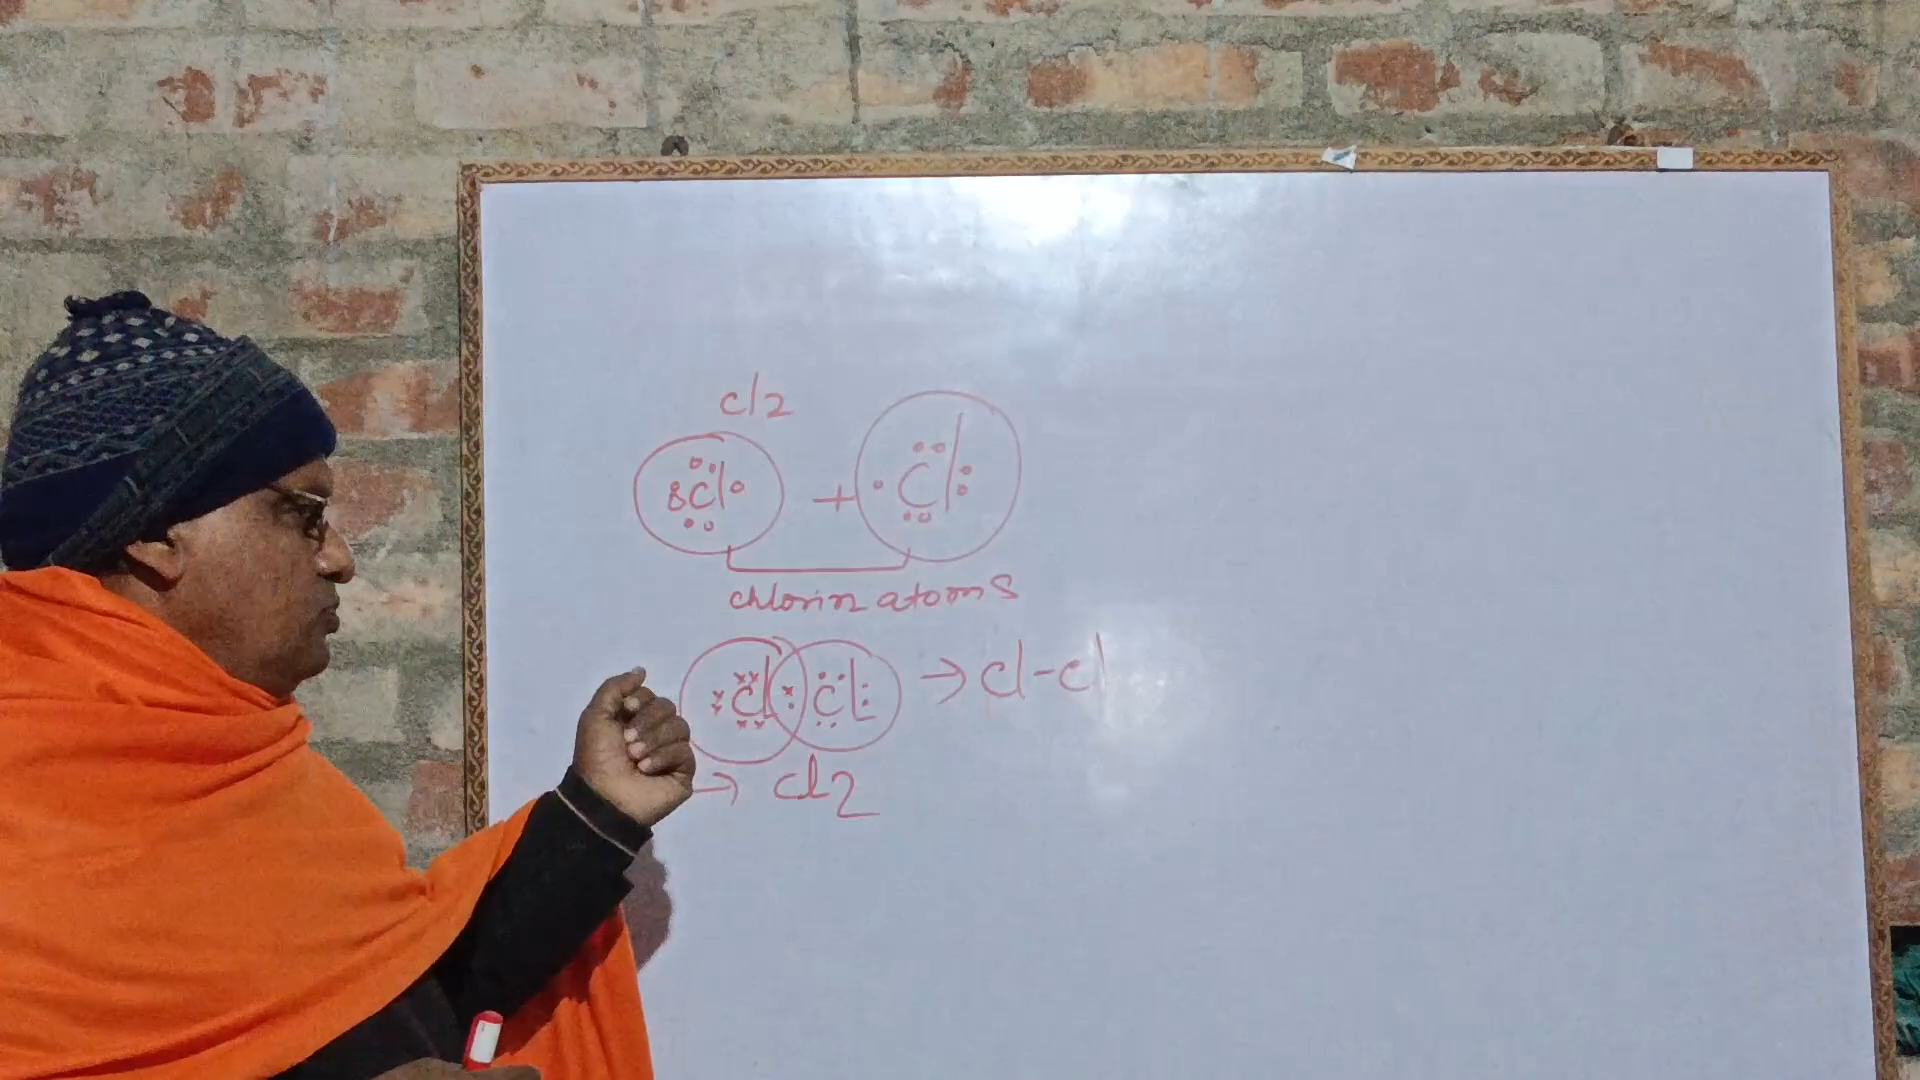 cl2
Cl + Cl
chlorin atoms
Cl Cl → cl-cl
→ cl2